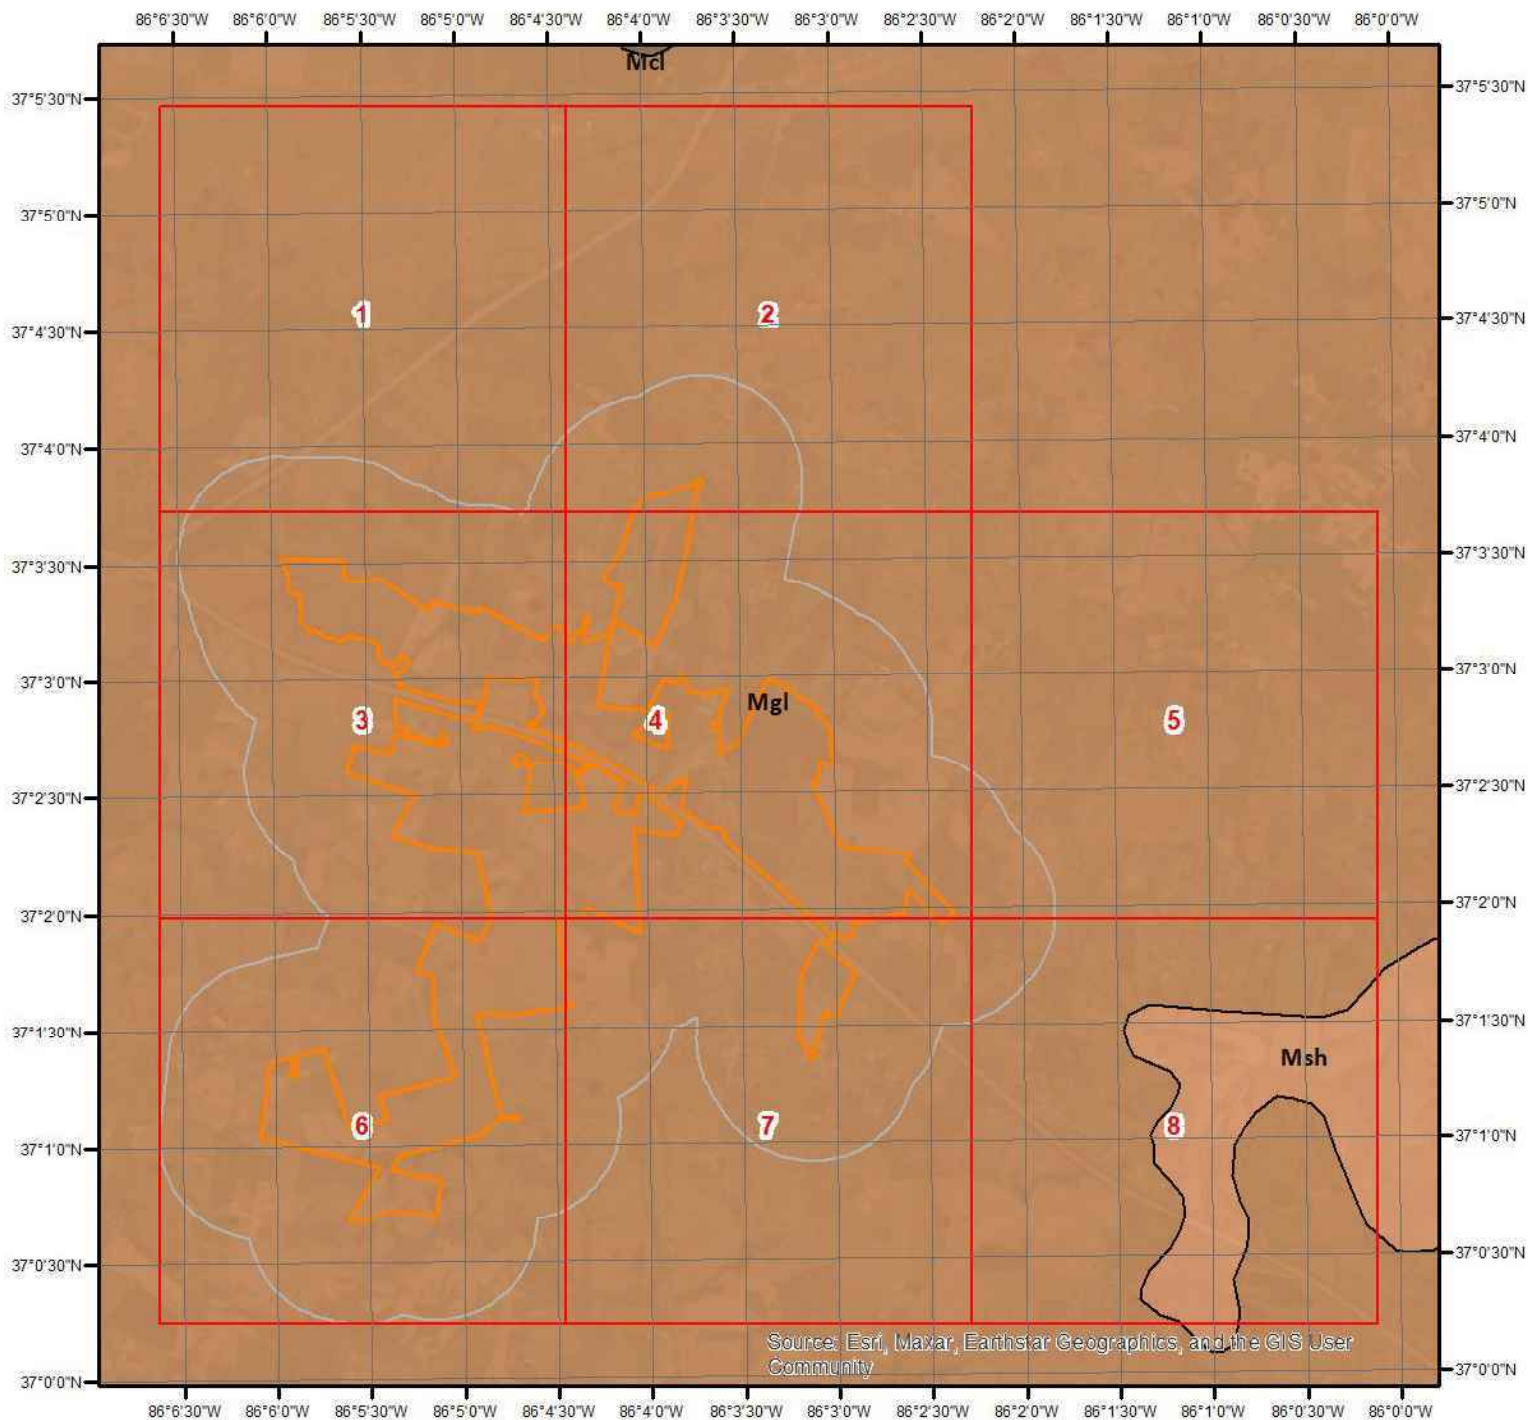 86°6'30"W 86°6'0"W 86°5'30"W 86°5'0"W 86°4'30"W 86°4'0"W 86°3'30"W 86°3'0"W 86°2'30"W 86°2'0"W 86°1'30"W 86°1'0"W 86°0'30"W 86°0'0"W
Mcl
37°5'30"N 37°5'30"N
37°5'0"N 37°5'0"N
1 2
37°4'30"N 37°4'30"N
37°4'0"N 37°4'0"N
37°3'30"N 37°3'30"N
37°3'0"N 37°3'0"N
Mgl
3 4 5
37°2'30"N 37°2'30"N
37°2'0"N 37°2'0"N
37°1'30"N 37°1'30"N
Msh
6 7 8
37°1'0"N 37°1'0"N
37°0'30"N 37°0'30"N
Source: Esri, Maxar, Earthstar Geographics, and the GIS User
Community
37°0'0"N 37°0'0"N
86°6'30"W 86°6'0"W 86°5'30"W 86°5'0"W 86°4'30"W 86°4'0"W 86°3'30"W 86°3'0"W 86°2'30"W 86°2'0"W 86°1'30"W 86°1'0"W 86°0'30"W 86°0'0"W